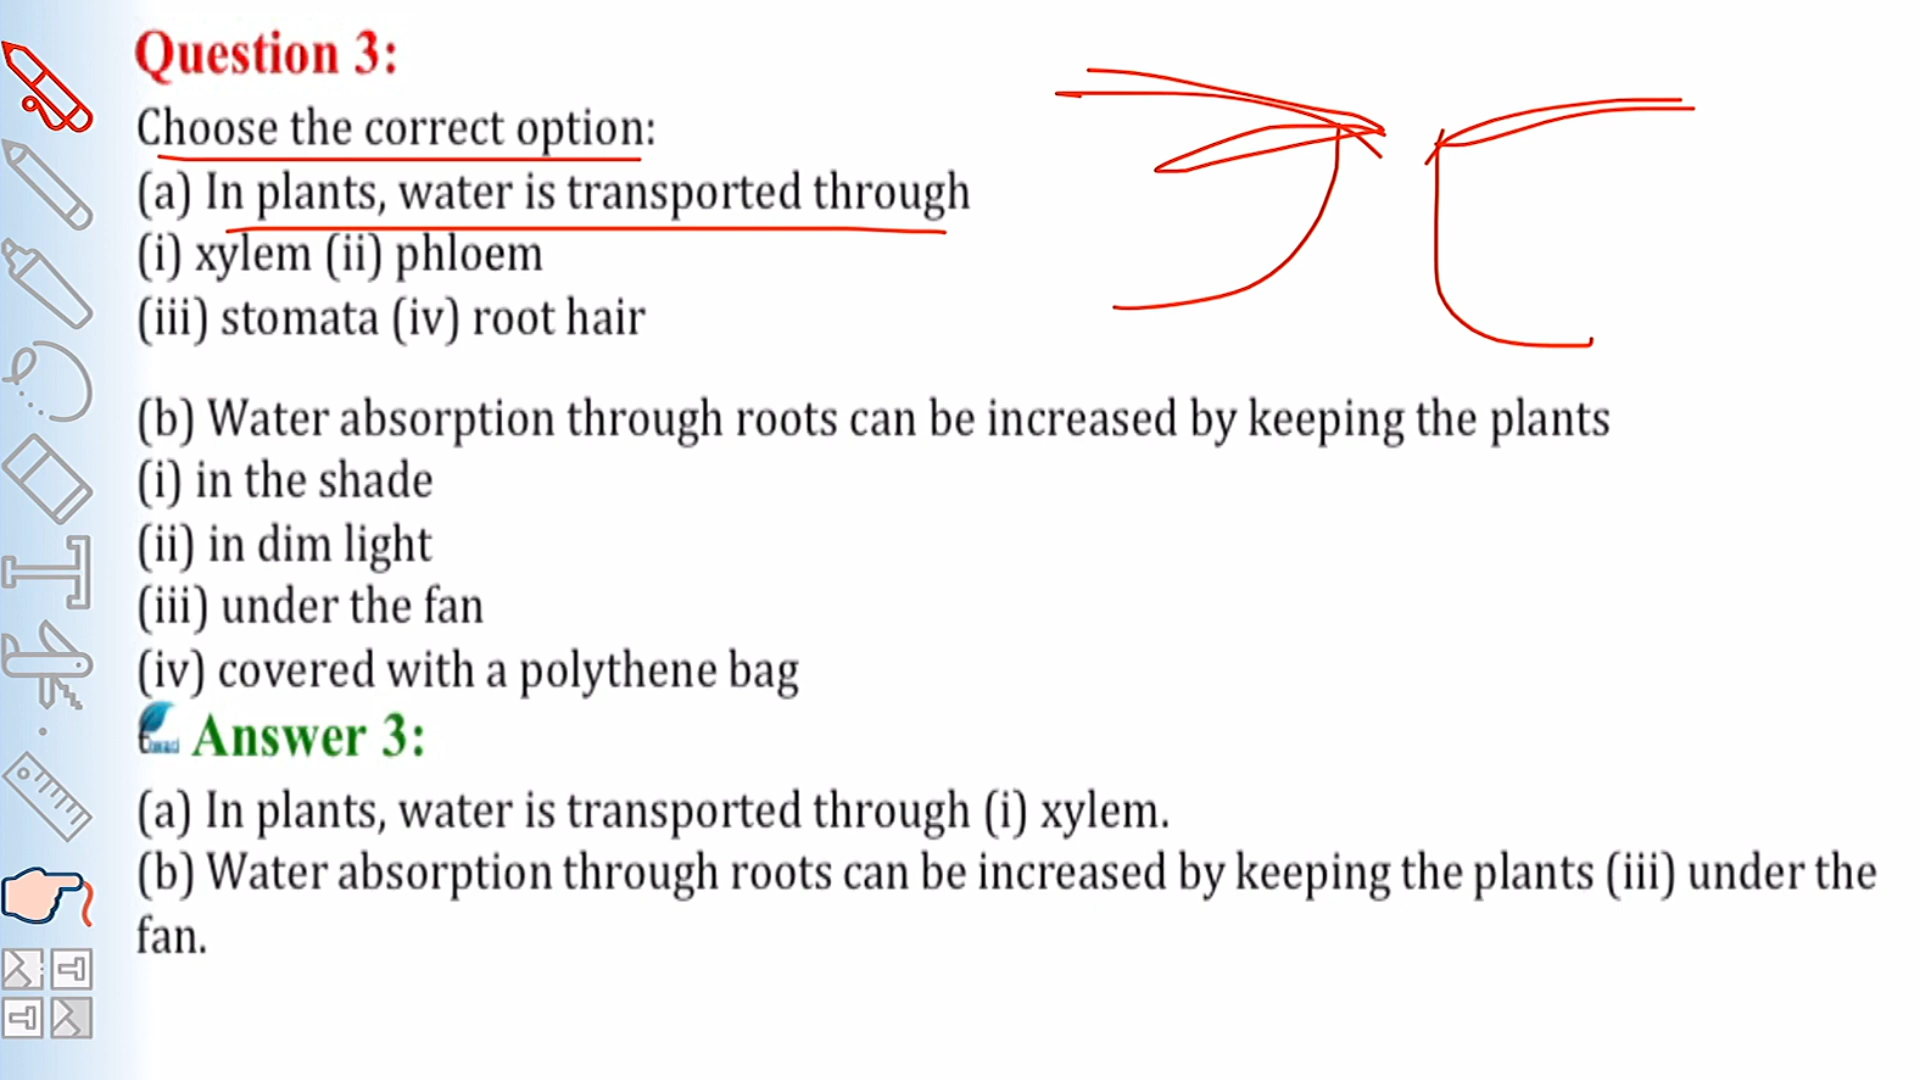 Question 3:
Choose the correct option:
(a) In plants, water is transported through
(i) xylem (ii) phloem
(iii) stomata (iv) root hair
(b) Water absorption through roots can be increased by keeping the plants
(i) in the shade
(ii) in dim light
(iii) under the fan
(iv) covered with a polythene bag
Answer 3:
(a) In plants, water is transported through (i) xylem.
(b) Water absorption through roots can be increased by keeping the plants (iii) under the
fan.